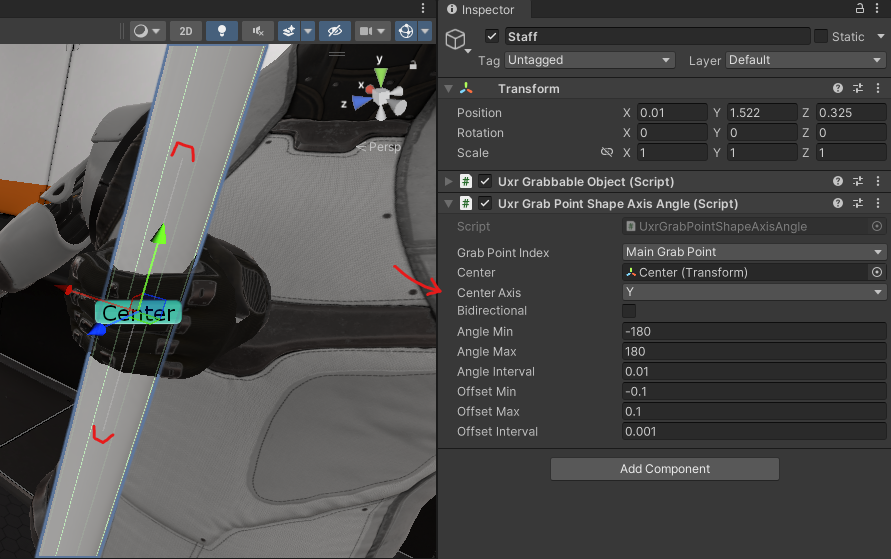 Inspector
2D
Staff
Static
Tag Untagged Layer Default
Transform
y
x
z
Persp
Position X 0.01 Y 1.522 Z 0.325
Rotation X 0 Y 0 Z 0
Scale X 1 Y 1 Z 1
# Uxr Grabbable Object (Script)
# Uxr Grab Point Shape Axis Angle (Script)
Script # UxrGrabPointShapeAxisAngle
Grab Point Index Main Grab Point
Center Center (Transform)
Center Axis Y
Center
Bidirectional
Angle Min -180
Angle Max 180
Angle Interval 0.01
Offset Min -0.1
Offset Max 0.1
Offset Interval 0.001
Add Component